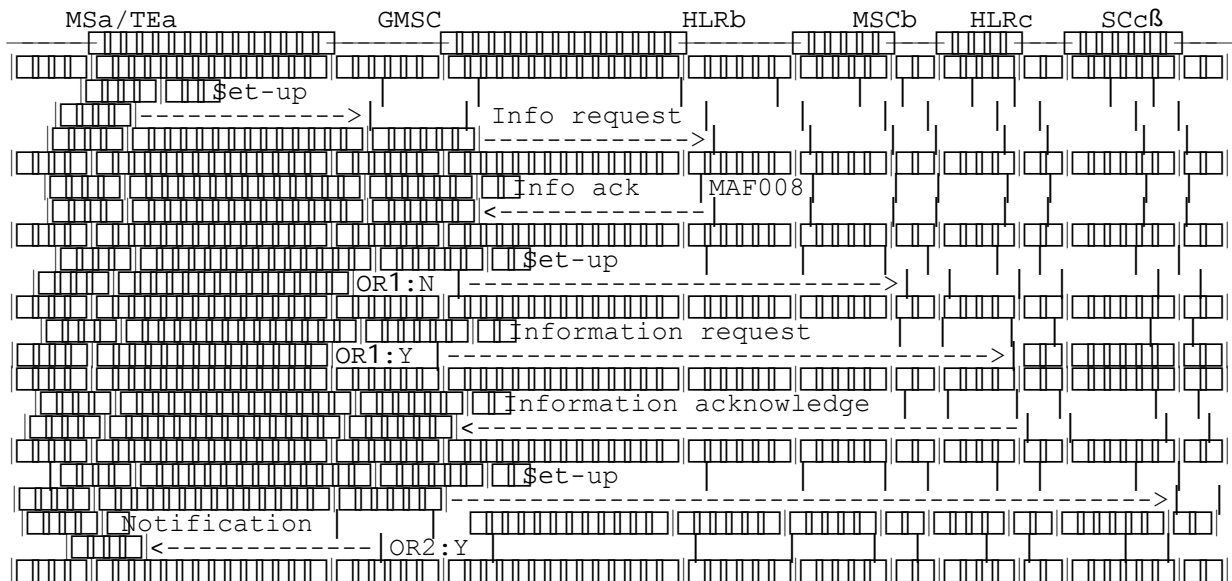 MSa/TEa GMSC HLRb MSCb HLRc SCcß
Set-up
------------> Info request
------------>
Info ack MAF008
<------------
Set-up
OR1:N ----------------------->
Information request
OR1:Y ------------------------------>
Information acknowledge
<------------------------------
Set-up
--------------------------------------->
Notification
<------------ OR2:Y